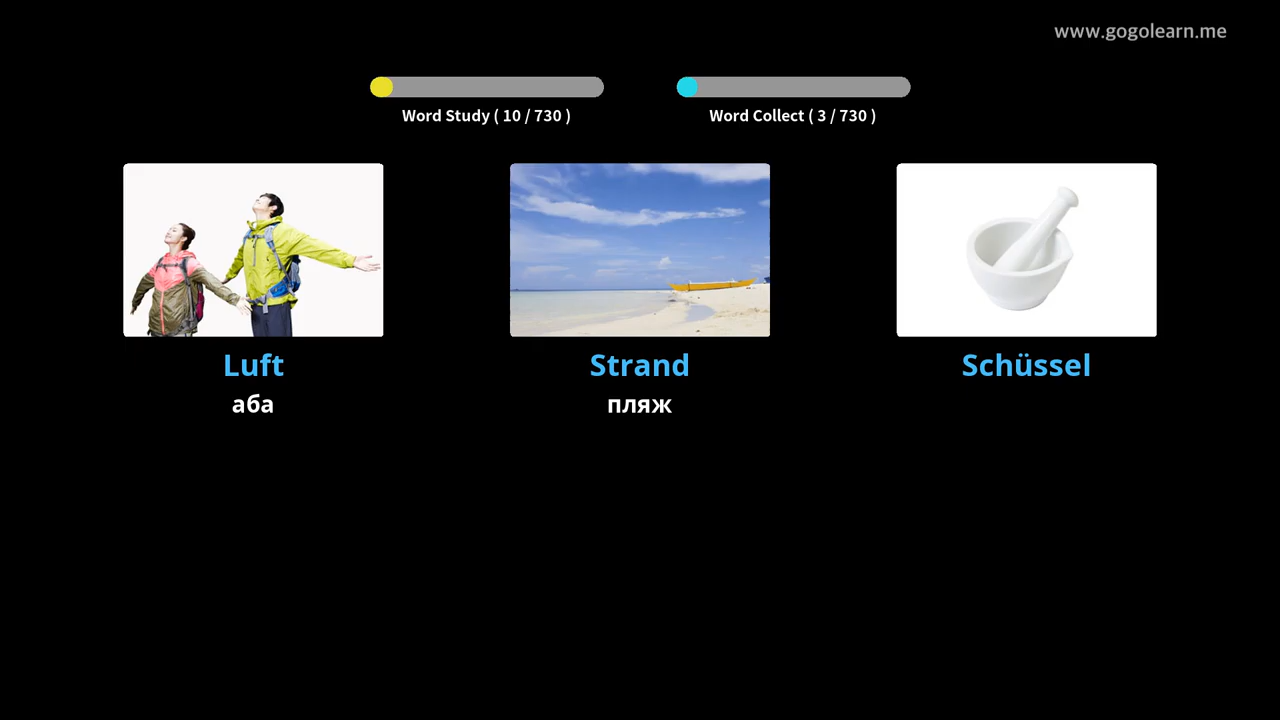 www.gogolearn.me
Word Study ( 10 / 730 )
Word Collect ( 3 / 730 )
Luft
Strand
Schüssel
аба
пляж